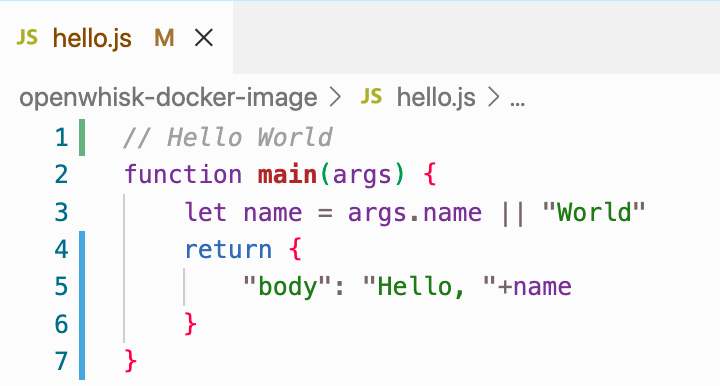 JS hello.js M ×
openwhisk-docker-image > JS hello.js > ...
1 // Hello World
2 function main(args) {
3     let name = args.name || "World"
4     return {
5         "body": "Hello, "+name
6     }
7 }